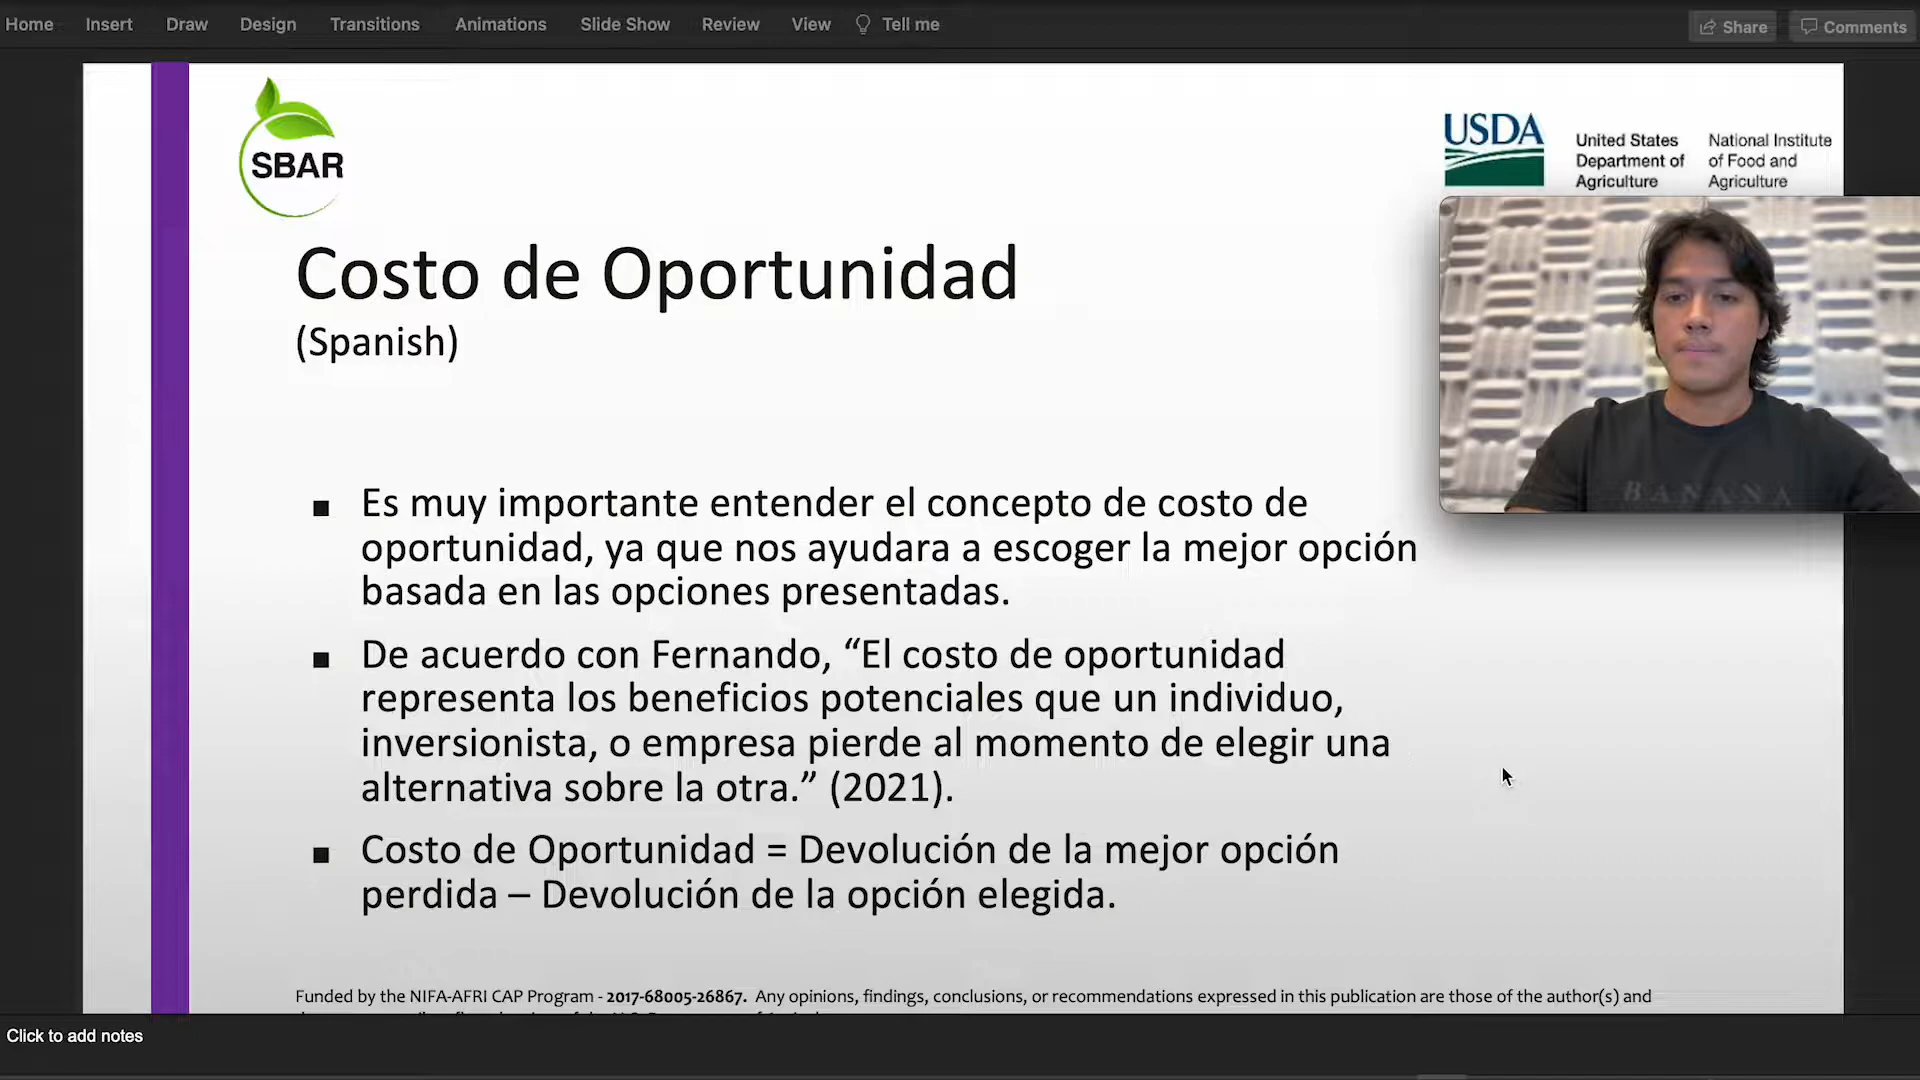 Home Insert Draw Design Transitions Animations Slide Show Review View Tell me Share Comments
SBAR
USDA
United States
Department of
Agriculture
National Institute
of Food and
Agriculture
Costo de Oportunidad
(Spanish)
BANANA
Es muy importante entender el concepto de costo de
oportunidad, ya que nos ayudara a escoger la mejor opción
basada en las opciones presentadas.
De acuerdo con Fernando, “El costo de oportunidad
representa los beneficios potenciales que un individuo,
inversionista, o empresa pierde al momento de elegir una
alternativa sobre la otra.” (2021).
Costo de Oportunidad = Devolución de la mejor opción
perdida – Devolución de la opción elegida.
Funded by the NIFA-AFRI CAP Program - 2017-68005-26867. Any opinions, findings, conclusions, or recommendations expressed in this publication are those of the author(s) and
Click to add notes